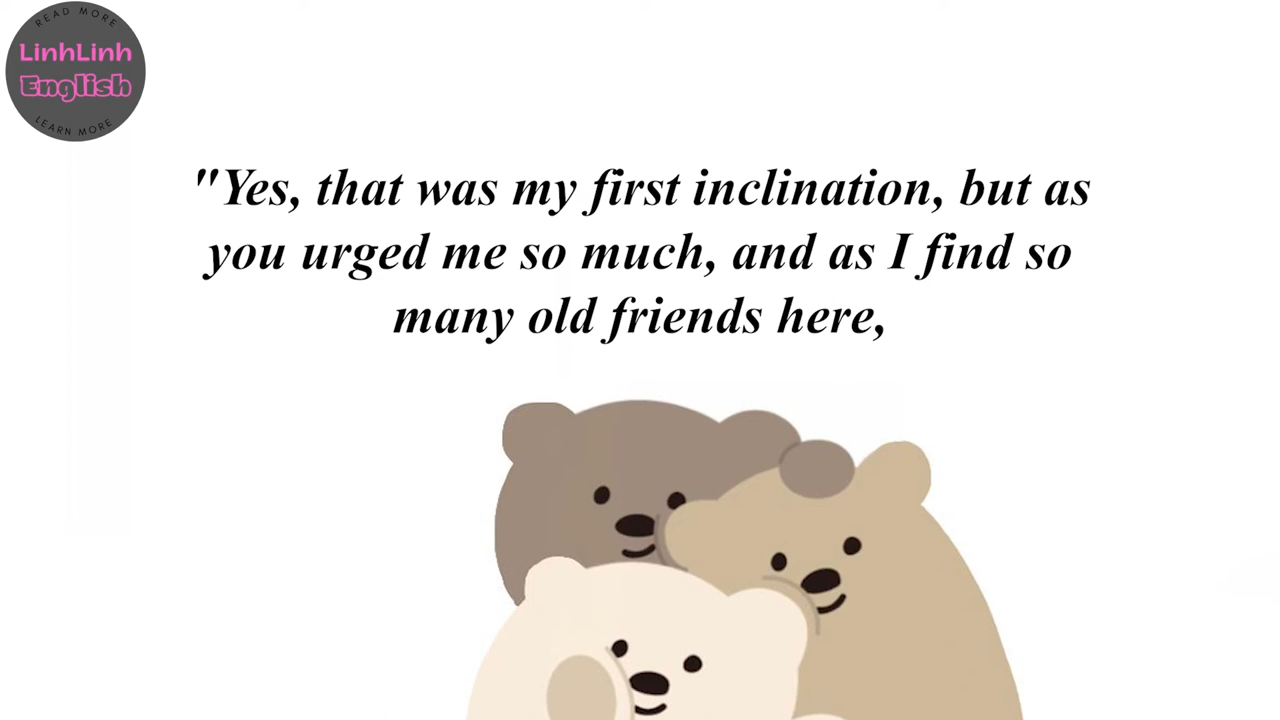 READ MORE
LinhLinh
English
LEARN MORE
"Yes, that was my first inclination, but as
you urged me so much, and as I find so
many old friends here,